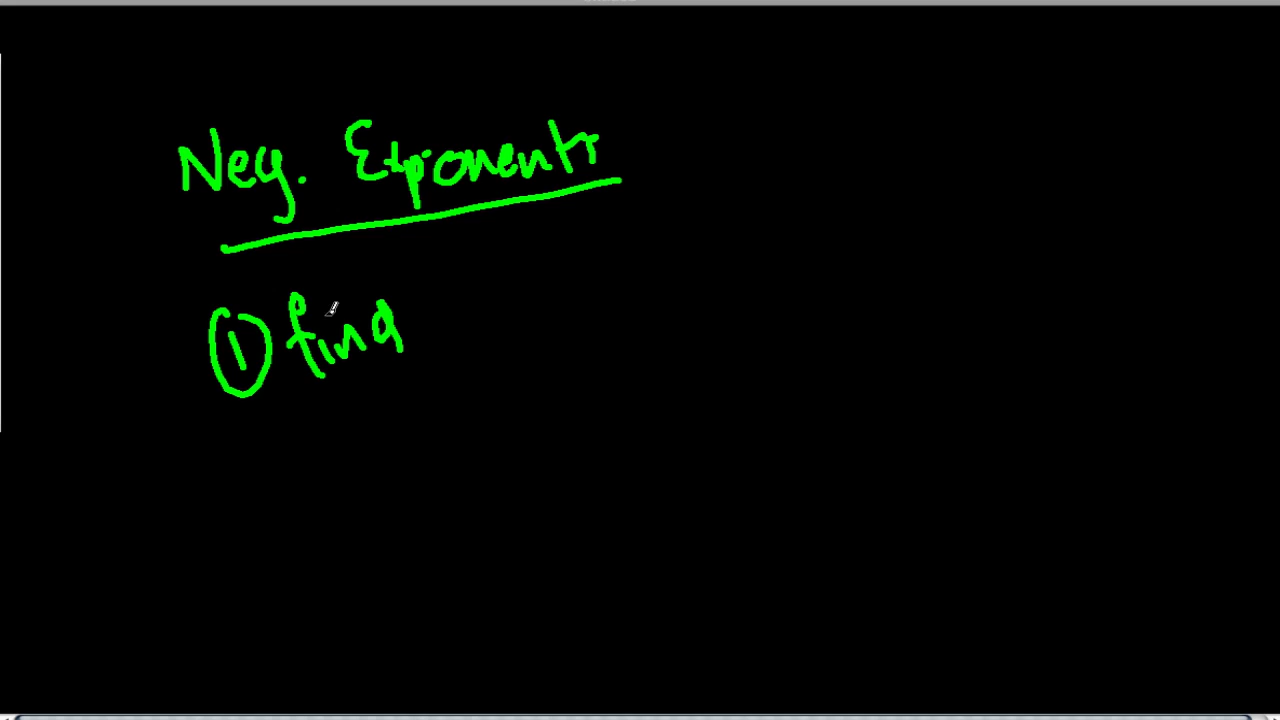 Neg. Exponents
① find